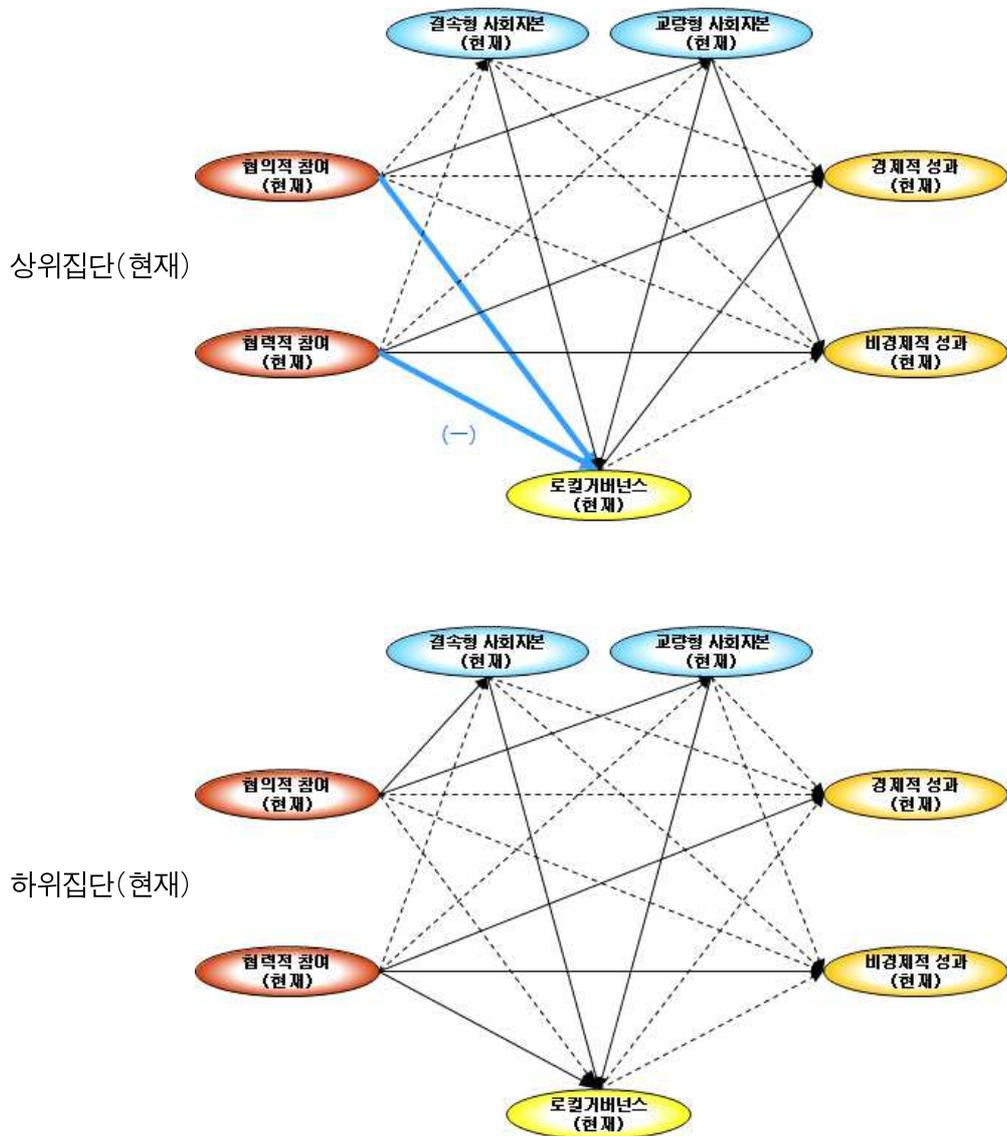 결속형 사회자본
(현재)
교량형 사회자본
(현재)
협의적 참여
(현재)
경제적 성과
(현재)
상위집단(현재)
협력적 참여
(현재)
비경제적 성과
(현재)
(−)
로컬거버넌스
(현재)
결속형 사회자본
(현재)
교량형 사회자본
(현재)
협의적 참여
(현재)
경제적 성과
(현재)
하위집단(현재)
협력적 참여
(현재)
비경제적 성과
(현재)
로컬거버넌스
(현재)